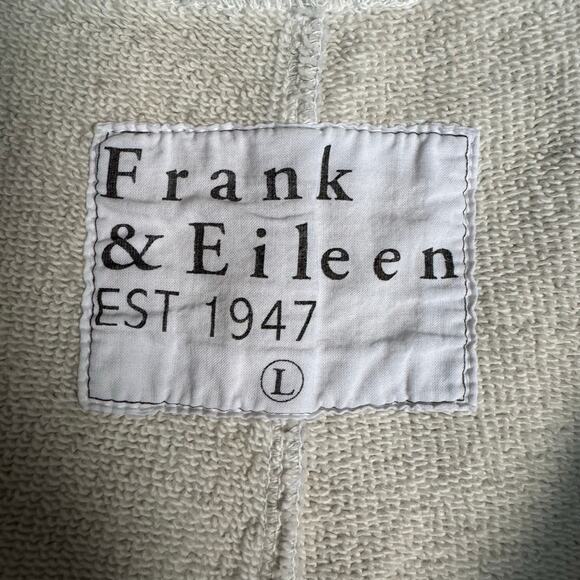 Frank
& Eileen
EST 1947
L